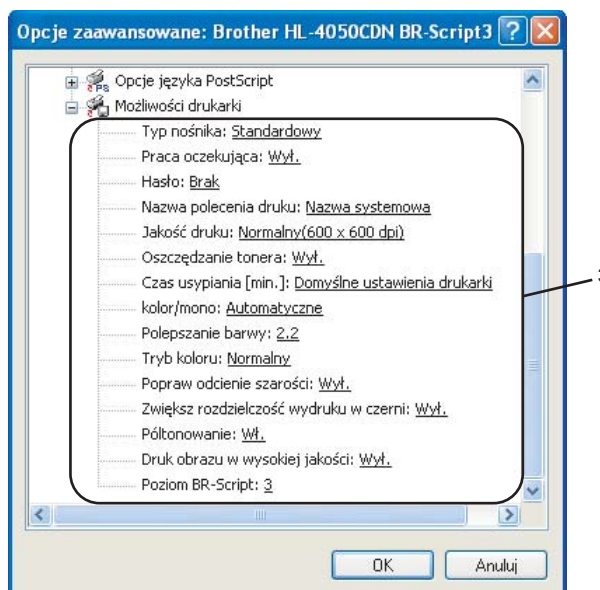 Opcje zaawansowane: Brother HL-4050CDN BR-Script3
Opcje języka PostScript
Możliwości drukarki
Typ nośnika: Standardowy
Praca oczekująca: Wył.
Hasło: Brak
Nazwa polecenia druku: Nazwa systemowa
Jakość druku: Normalny(600 x 600 dpi)
Oszczędzanie tonera: Wył.
Czas usypiania [min.]: Domyślne ustawienia drukarki
kolor/mono: Automatyczne
Polepszanie barwy: 2.2
Tryb koloru: Normalny
Popraw odcienie szarości: Wył.
Zwiększ rozdzielczość wydruku w czerni: Wył.
Półtonowanie: Wł.
Druk obrazu w wysokiej jakości: Wył.
Poziom BR-Script: 3
OK Anuluj